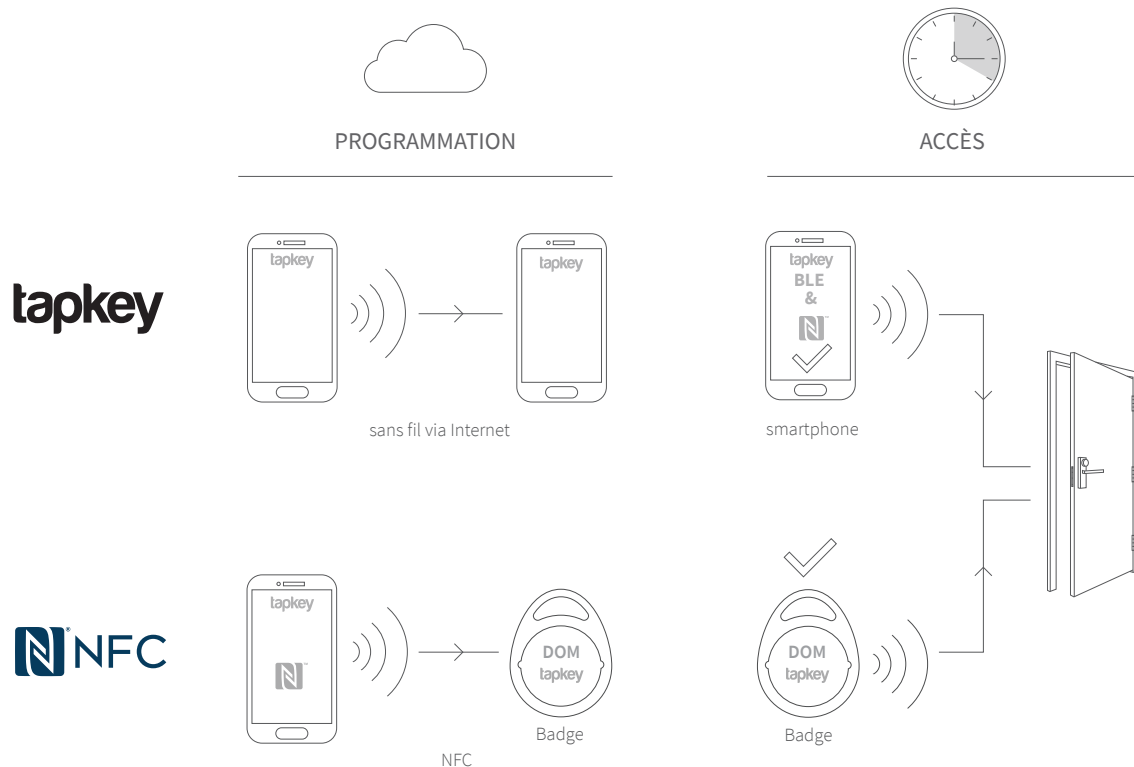 PROGRAMMATION
ACCÈS
tapkey
tapkey
tapkey
sans fil via Internet
tapkey
BLE
&
smartphone
NFC
tapkey
DOM
tapkey
Badge
NFC
DOM
tapkey
Badge